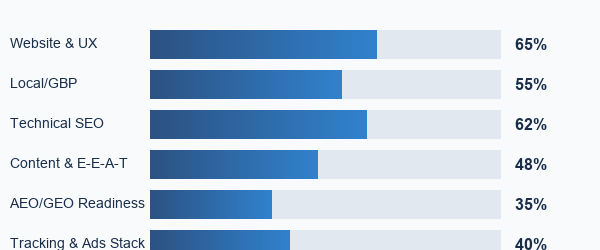 Website & UX 65%
Local/GBP 55%
Technical SEO 62%
Content & E-E-A-T 48%
AEO/GEO Readiness 35%
Tracking & Ads Stack 40%